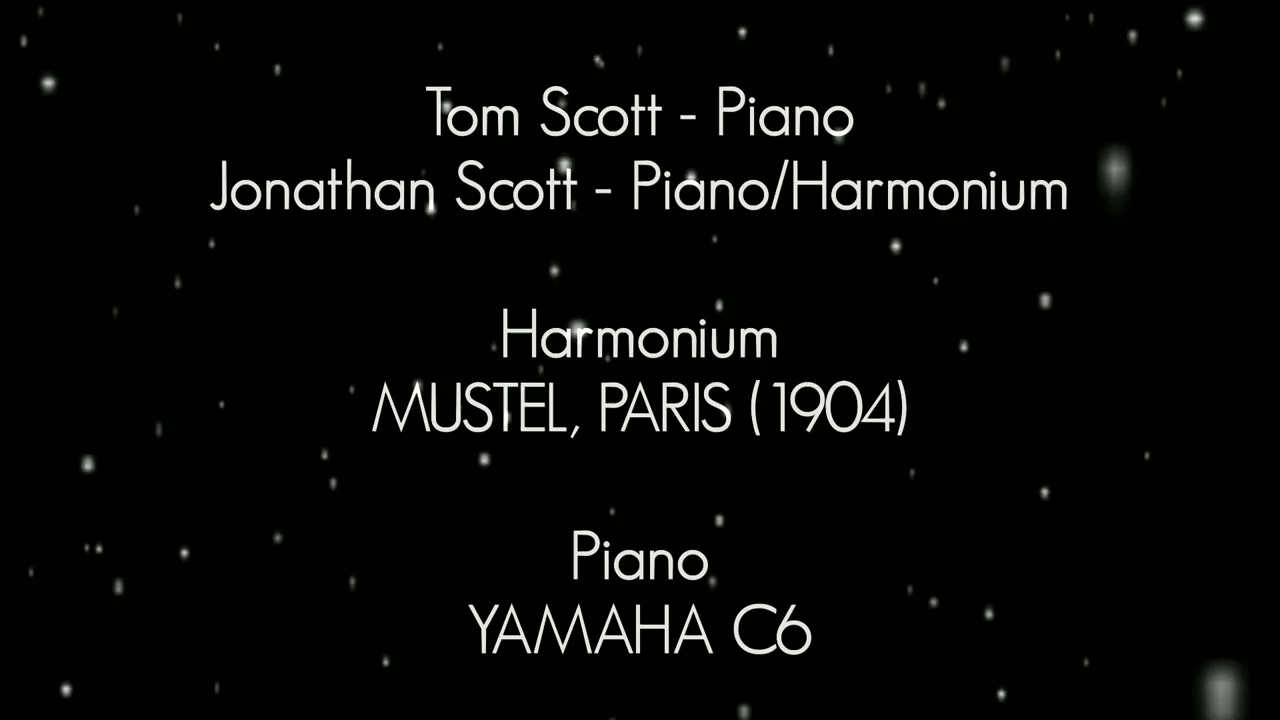 Tom Scott - Piano
Jonathan Scott - Piano/Harmonium
Harmonium
MUSTEL, PARIS (1904)
Piano
YAMAHA C6